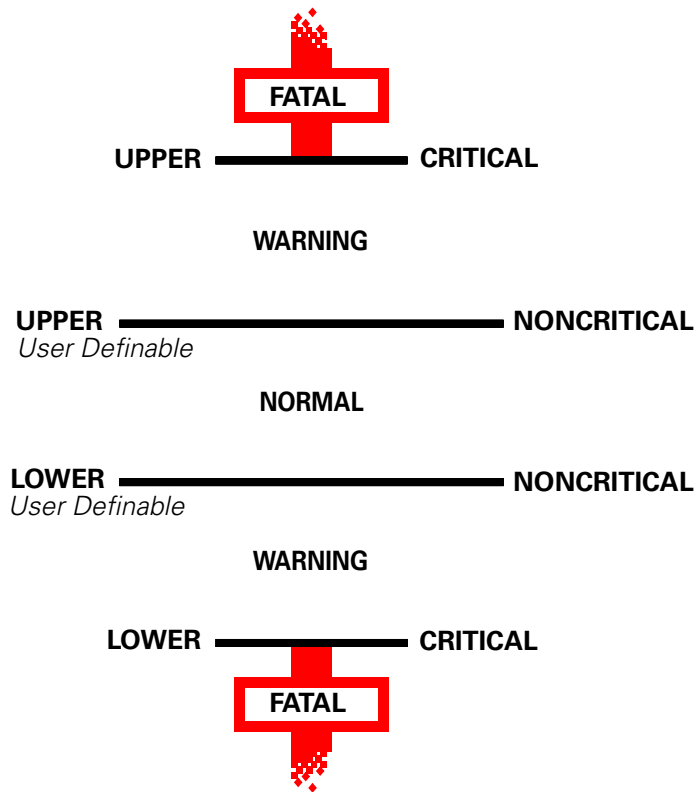 FATAL
UPPER CRITICAL
WARNING
UPPER NONCRITICAL
User Definable
NORMAL
LOWER NONCRITICAL
User Definable
WARNING
LOWER CRITICAL
FATAL